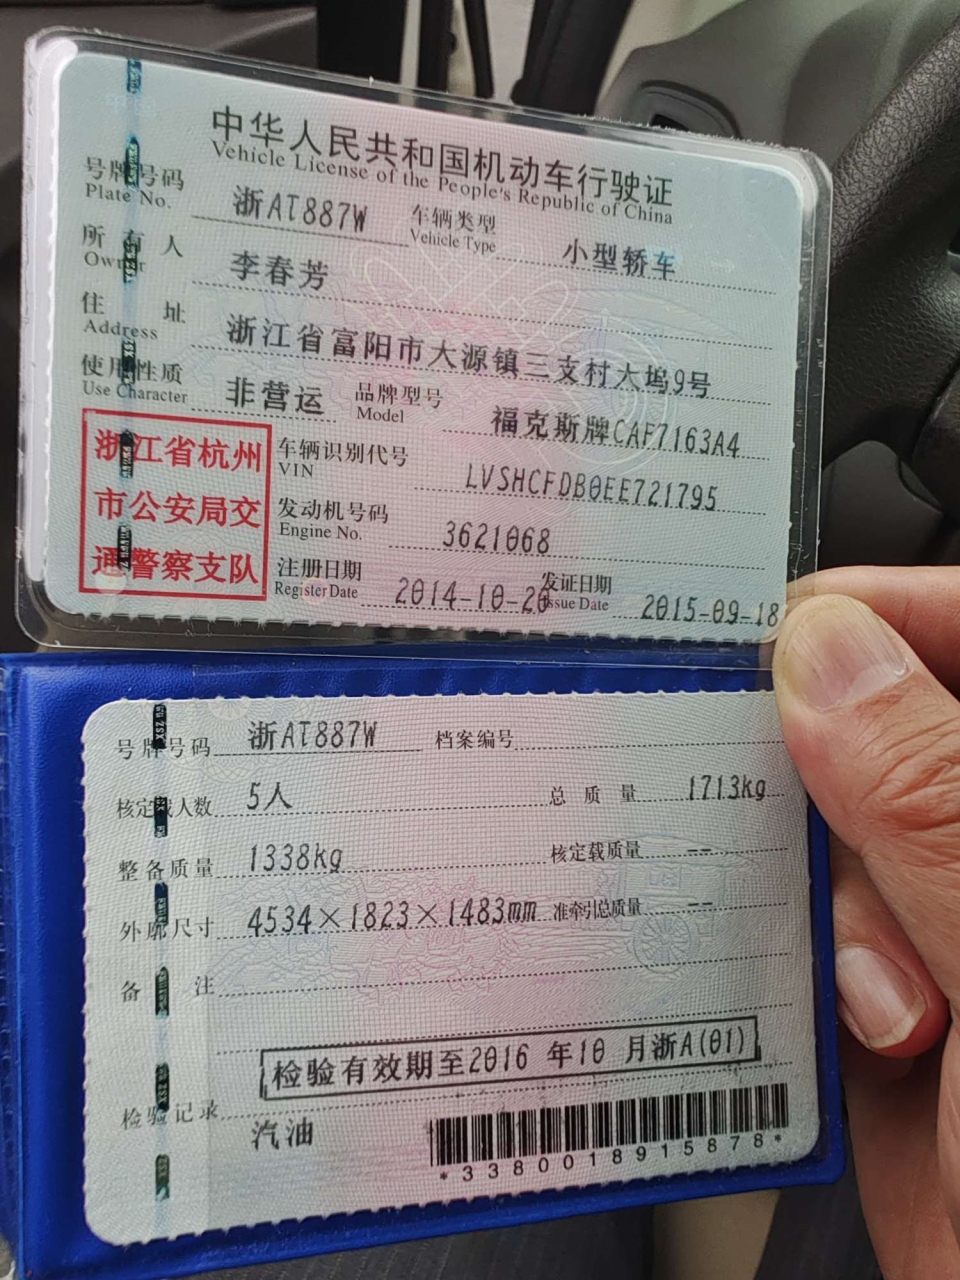 中华人民共和国机动车行驶证
Vehicle License of the People's Republic of China
号牌号码 浙AT887W 车辆类型 小型轿车
Plate No. Vehicle Type
所有人 李春芳
Owner
住址 浙江省富阳市大源镇三支村大坞9号
Address
使用性质 非营运 品牌型号 福克斯牌CAF7163A4
Use Character Model
浙江省杭州
市公安局交
通警察支队
车辆识别代号 LVSHCFDB0EE721795
VIN
发动机号码 3621068
Engine No.
注册日期 2014-10-20 发证日期 2015-09-18
Register Date Issue Date
号牌号码 浙AT887W 档案编号
核定载人数 5人 总质量 1713kg
整备质量 1338kg 核定载质量 --
外廓尺寸 4534×1823×1483mm 准牵引总质量 --
备注
检验有效期至2016 年10 月浙A(01)
检验记录
汽油
*3380018915878*